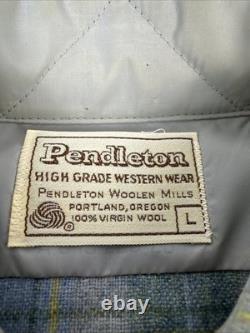 Pendleton
HIGH GRADE WESTERN WEAR
PENDLETON WOOLEN MILLS
PORTLAND, OREGON
100% VIRGIN WOOL
L
®